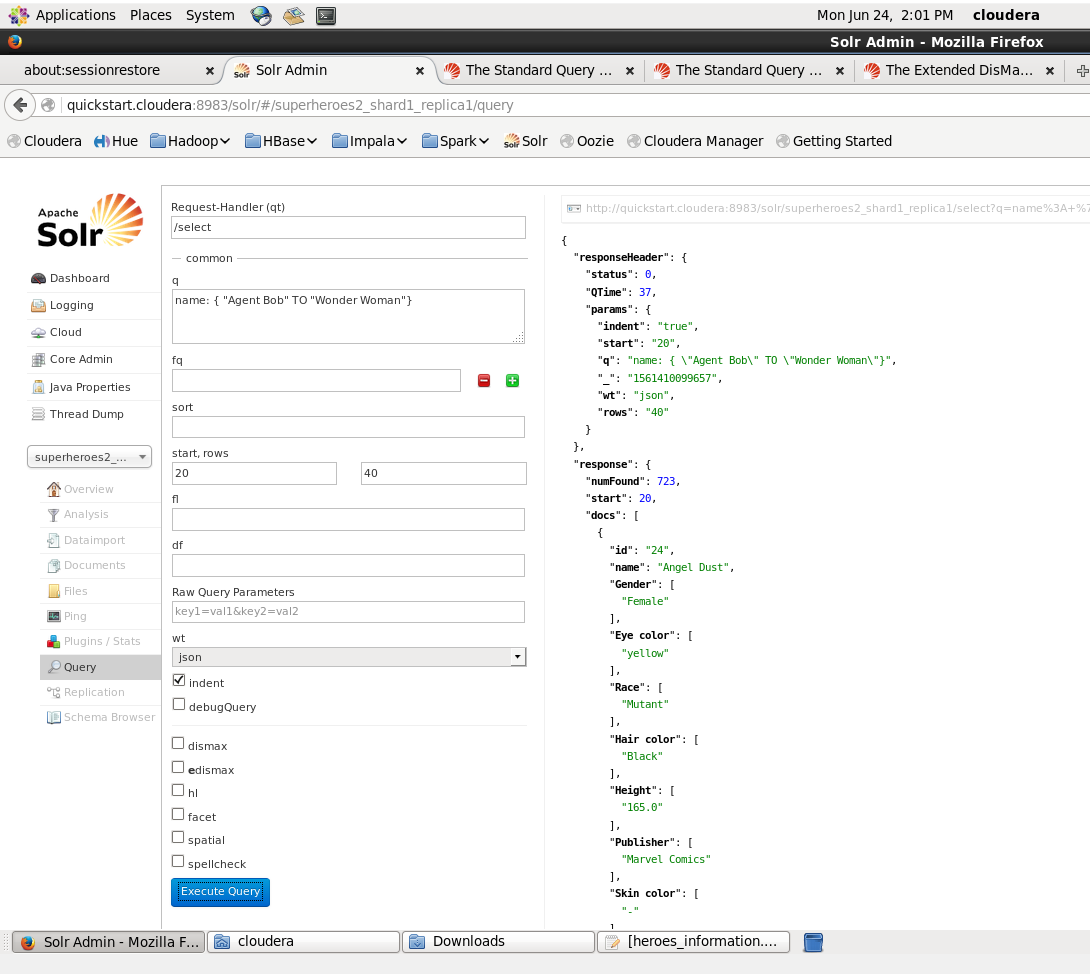 Applications Places System Mon Jun 24, 2:01 PM cloudera
Solr Admin - Mozilla Firefox
about:sessionrestore × Solr Admin × The Standard Query ... × The Standard Query ... × The Extended DisMa... ×
quickstart.cloudera:8983/solr/#/superheroes2_shard1_replica1/query
Cloudera Hue Hadoop HBase Impala Spark Solr Oozie Cloudera Manager Getting Started
Apache
Solr
Dashboard
Logging
Cloud
Core Admin
Java Properties
Thread Dump
superheroes2_...
Overview
Analysis
Dataimport
Documents
Files
Ping
Plugins / Stats
Query
Replication
Schema Browser
Request-Handler (qt)
/select
common
q
name: { "Agent Bob" TO "Wonder Woman"}
fq
sort
start, rows
20 40
fl
df
Raw Query Parameters
key1=val1&key2=val2
wt
json
indent
debugQuery
dismax
edismax
hl
facet
spatial
spellcheck
Execute Query
http://quickstart.cloudera:8983/solr/superheroes2_shard1_replica1/select?q=name%3A+%7
{
"responseHeader": {
"status": 0,
"QTime": 37,
"params": {
"indent": "true",
"start": "20",
"q": "name: { \"Agent Bob\" TO \"Wonder Woman\"}",
"_": "1561410099657",
"wt": "json",
"rows": "40"
}
},
"response": {
"numFound": 723,
"start": 20,
"docs": [
{
"id": "24",
"name": "Angel Dust",
"Gender": [
"Female"
],
"Eye color": [
"yellow"
],
"Race": [
"Mutant"
],
"Hair color": [
"Black"
],
"Height": [
"165.0"
],
"Publisher": [
"Marvel Comics"
],
"Skin color": [
"-"
]
Solr Admin - Mozilla F... cloudera Downloads [heroes_information....